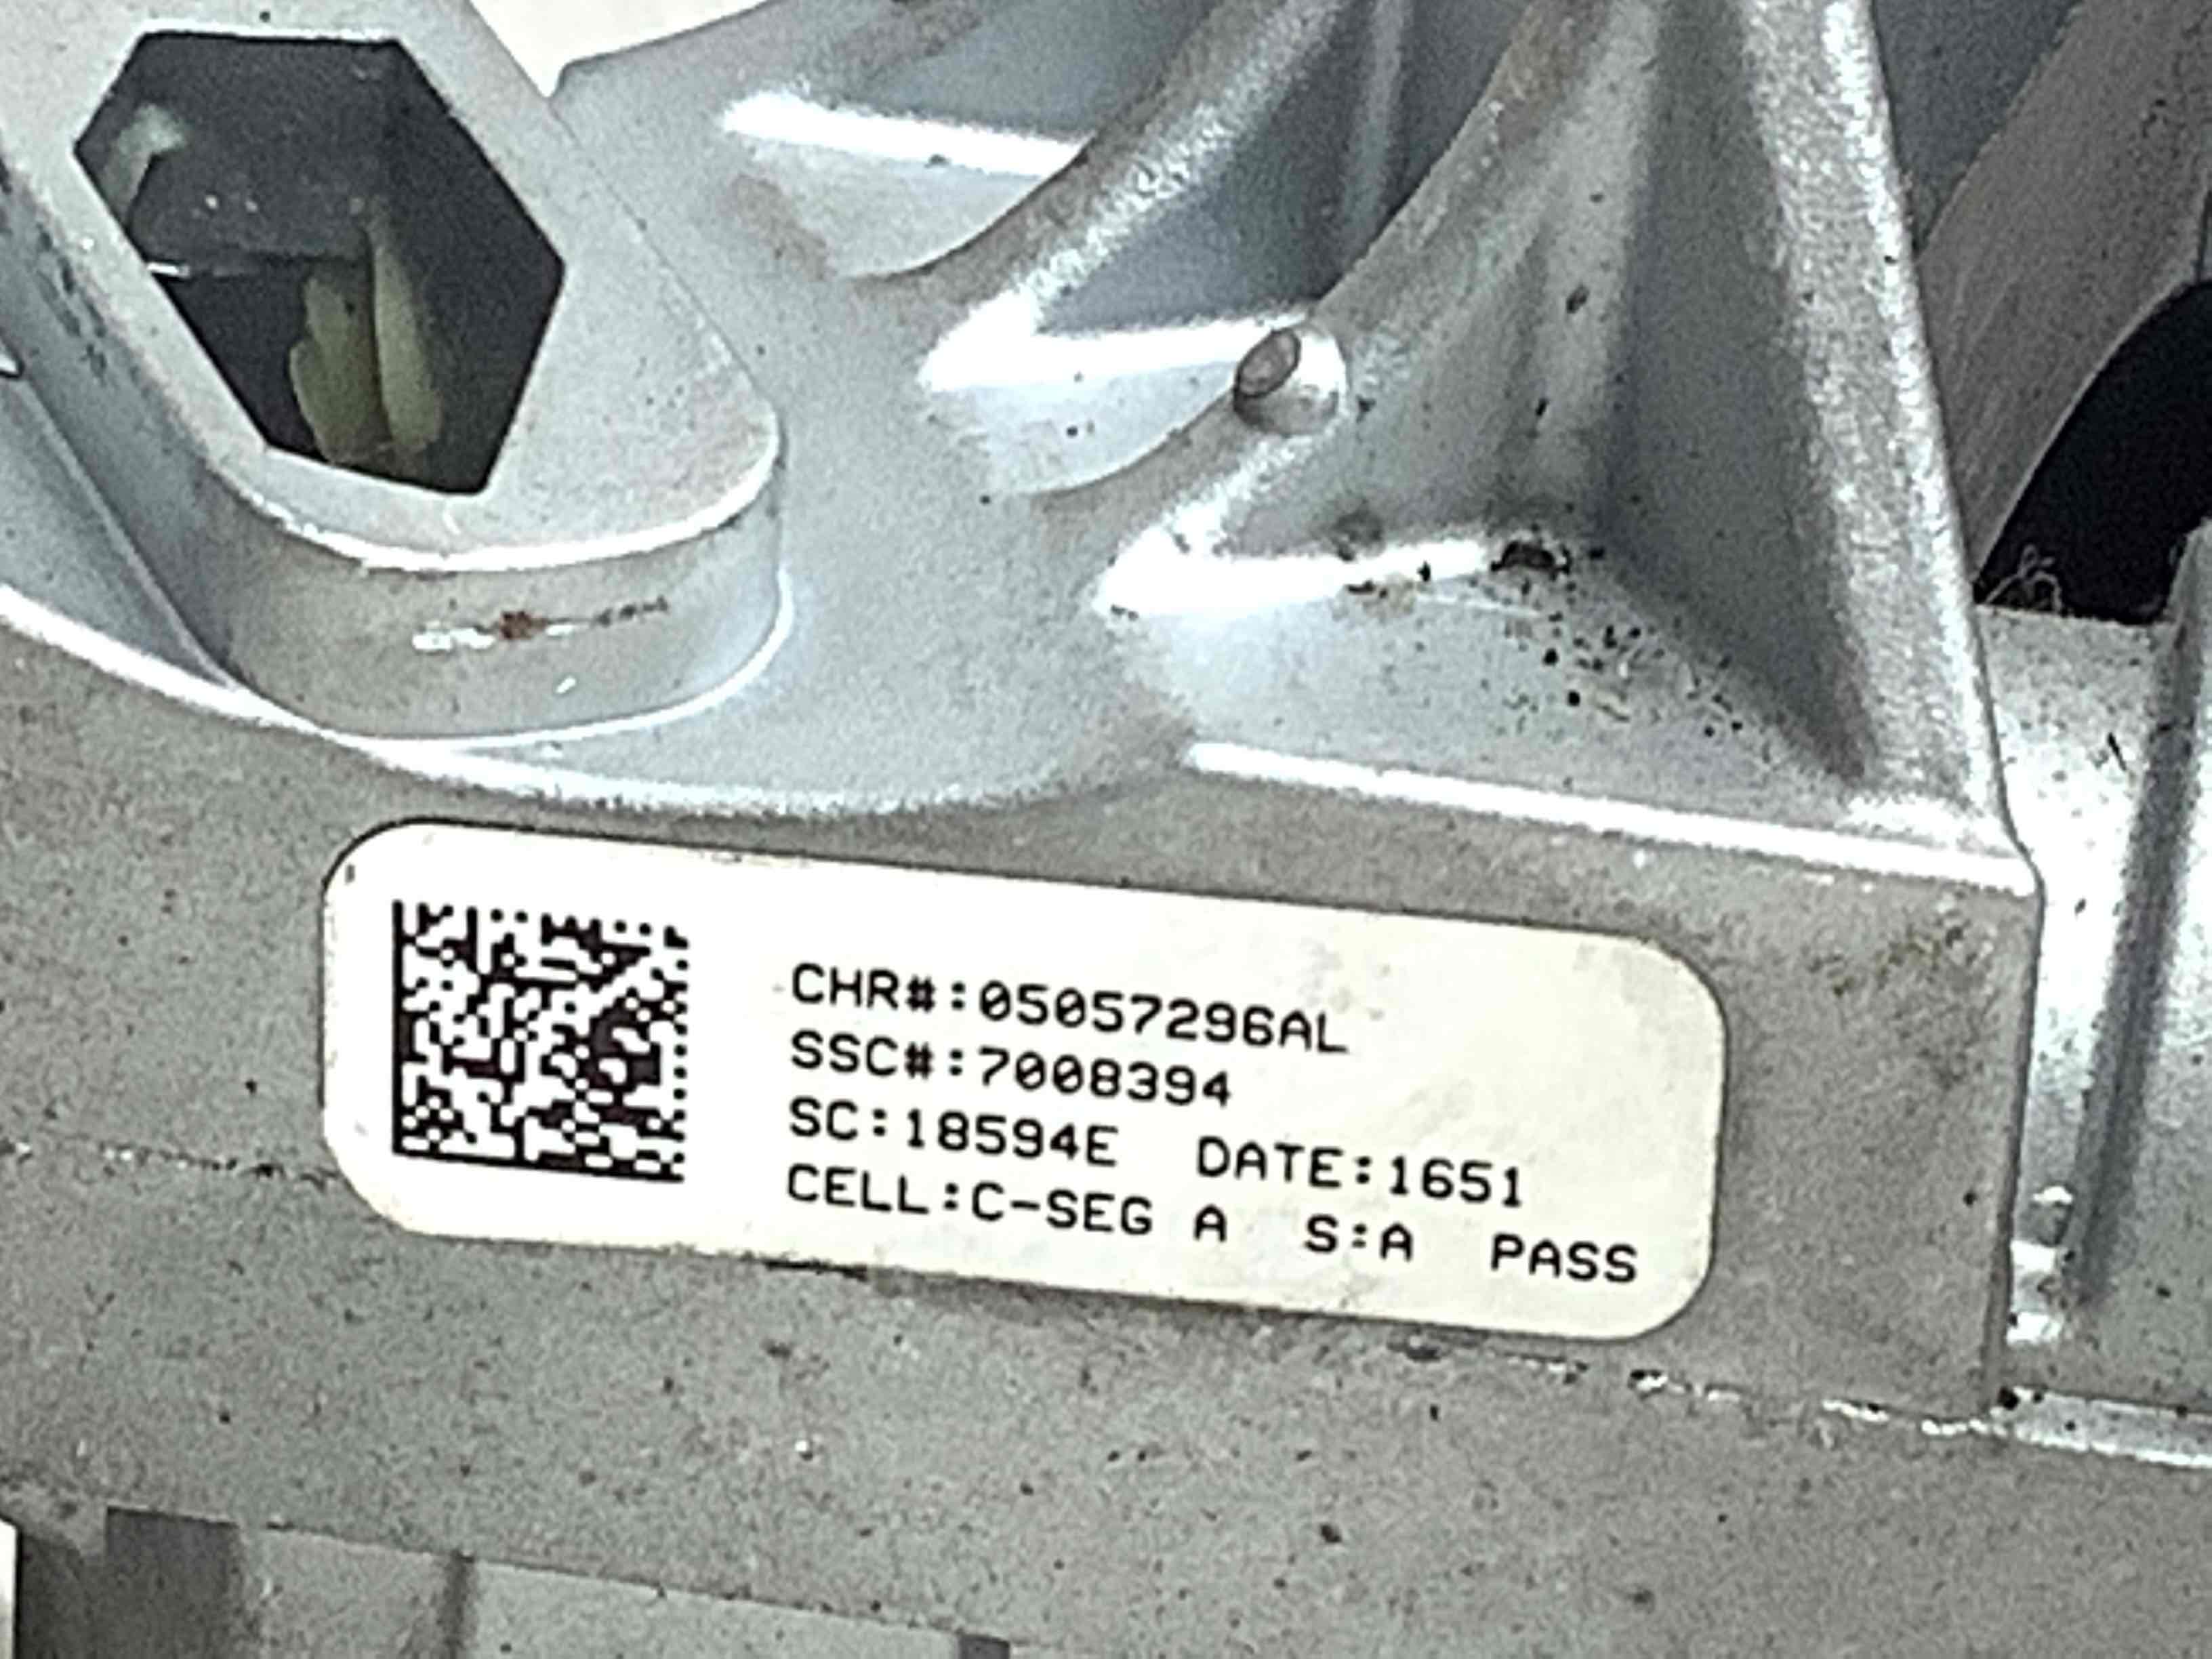 CHR#:05057296AL
SSC#:7008394
SC:18594E DATE:1651
CELL:C-SEG A S:A PASS